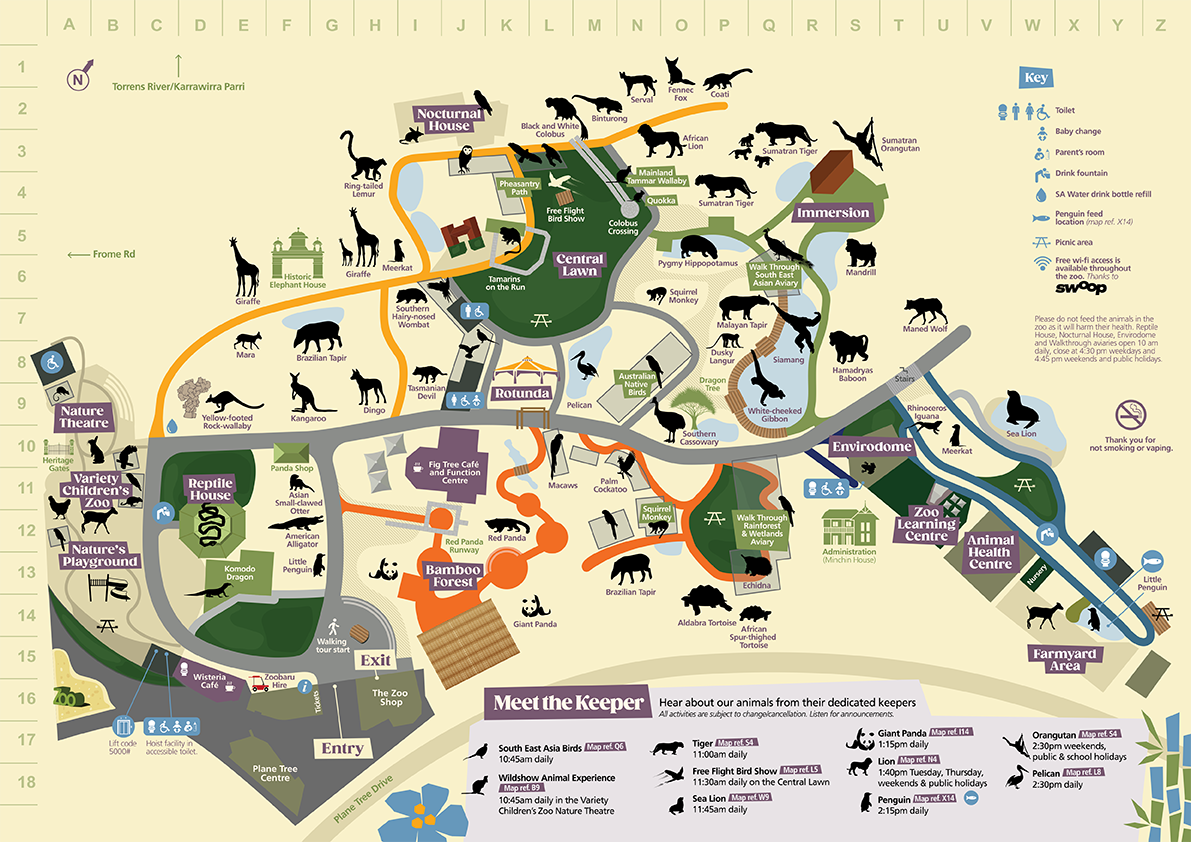 A B C D E F G H I J K L M N O P Q R S T U V W X Y Z
1
2
3
4
5
6
7
8
9
10
11
12
13
14
15
16
17
18
N
Torrens River/Karrawirra Parri
Frome Rd
Nocturnal
House
Ring-tailed
Lemur
Black and White
Colobus
Binturong
Serval
Fennec
Fox
Coati
African
Lion
Sumatran Tiger
Sumatran
Orangutan
Mainland
Tammar Wallaby
Quokka
Sumatran Tiger
Immersion
Pheasantry
Path
Free Flight
Bird Show
Colobus
Crossing
Central
Lawn
Tamarins
on the Run
Giraffe
Historic
Elephant House
Giraffe
Meerkat
Pygmy Hippopotamus
Walk Through
South East
Asian Aviary
Mandrill
Squirrel
Monkey
Southern
Hairy-nosed
Wombat
Mara
Brazilian Tapir
Malayan Tapir
Dusky
Langur
Siamang
Maned Wolf
Hamadryas
Baboon
Stairs
Yellow-footed
Rock-wallaby
Kangaroo
Dingo
Tasmanian
Devil
Rotunda
Pelican
Australian
Native
Birds
Dragon
Tree
White-cheeked
Gibbon
Southern
Cassowary
Rhinoceros
Iguana
Meerkat
Sea Lion
Nature
Theatre
Heritage
Gates
Variety
Children's
Zoo
Nature's
Playground
Reptile
House
Panda Shop
Asian
Small-clawed
Otter
American
Alligator
Little
Penguin
Komodo
Dragon
Fig Tree Café
and Function
Centre
Macaws
Palm
Cockatoo
Squirrel
Monkey
Walk Through
Rainforest
& Wetlands
Aviary
Echidna
Red Panda
Runway
Red Panda
Bamboo
Forest
Giant Panda
Brazilian Tapir
Aldabra Tortoise
African
Spur-thighed
Tortoise
Envirodome
Administration
(Minchin House)
Zoo
Learning
Centre
Animal
Health
Centre
Nursery
Little
Penguin
Farmyard
Area
Walking
tour start
Exit
Wisteria
Café
Zoobaru
Hire
i
Tickets
The Zoo
Shop
Entry
Lift code
5000#
Hoist facility in
accessible toilet.
Plane Tree
Centre
Plane Tree Drive
Key
Toilet
Baby change
Parent's room
Drink fountain
SA Water drink bottle refill
Penguin feed
location (map ref. X14)
Picnic area
Free wi-fi access is
available throughout
the zoo. Thanks to
swoop
Please do not feed the animals in the
zoo as it will harm their health. Reptile
House, Nocturnal House, Envirodome
and Walkthrough aviaries open 10 am
daily, close at 4:30 pm weekdays and
4:45 pm weekends and public holidays.
Thank you for
not smoking or vaping.
Meet the Keeper
Hear about our animals from their dedicated keepers
All activities are subject to change/cancellation. Listen for announcements.
South East Asia Birds Map ref. Q6
10:45am daily
Wildshow Animal Experience
Map ref. B9
10:45am daily in the Variety
Children's Zoo Nature Theatre
Tiger Map ref. S4
11:00am daily
Free Flight Bird Show Map ref. L5
11:30am daily on the Central Lawn
Sea Lion Map ref. W9
11:45am daily
Giant Panda Map ref. I14
1:15pm daily
Lion Map ref. N4
1:40pm Tuesday, Thursday,
weekends & public holidays
Penguin Map ref. X14
2:15pm daily
Orangutan Map ref. S4
2:30pm weekends,
public & school holidays
Pelican Map ref. L8
2:30pm daily